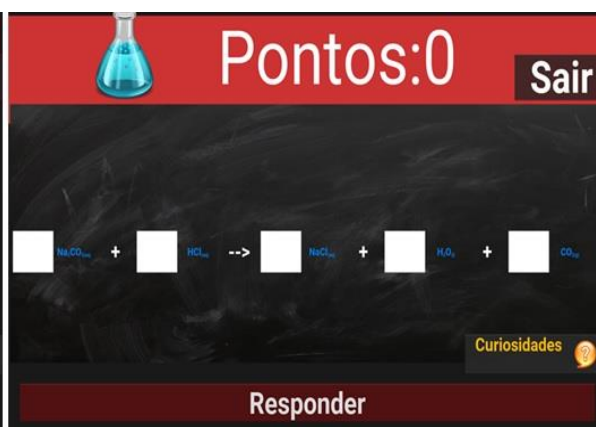 Pontos:0
Sair
Na₂CO₃₍ₐq₎ + HCl₍ₐq₎ --> NaCl₍ₐq₎ + H₂O₍ₗ₎ + CO₂₍g₎
Curiosidades
Responder